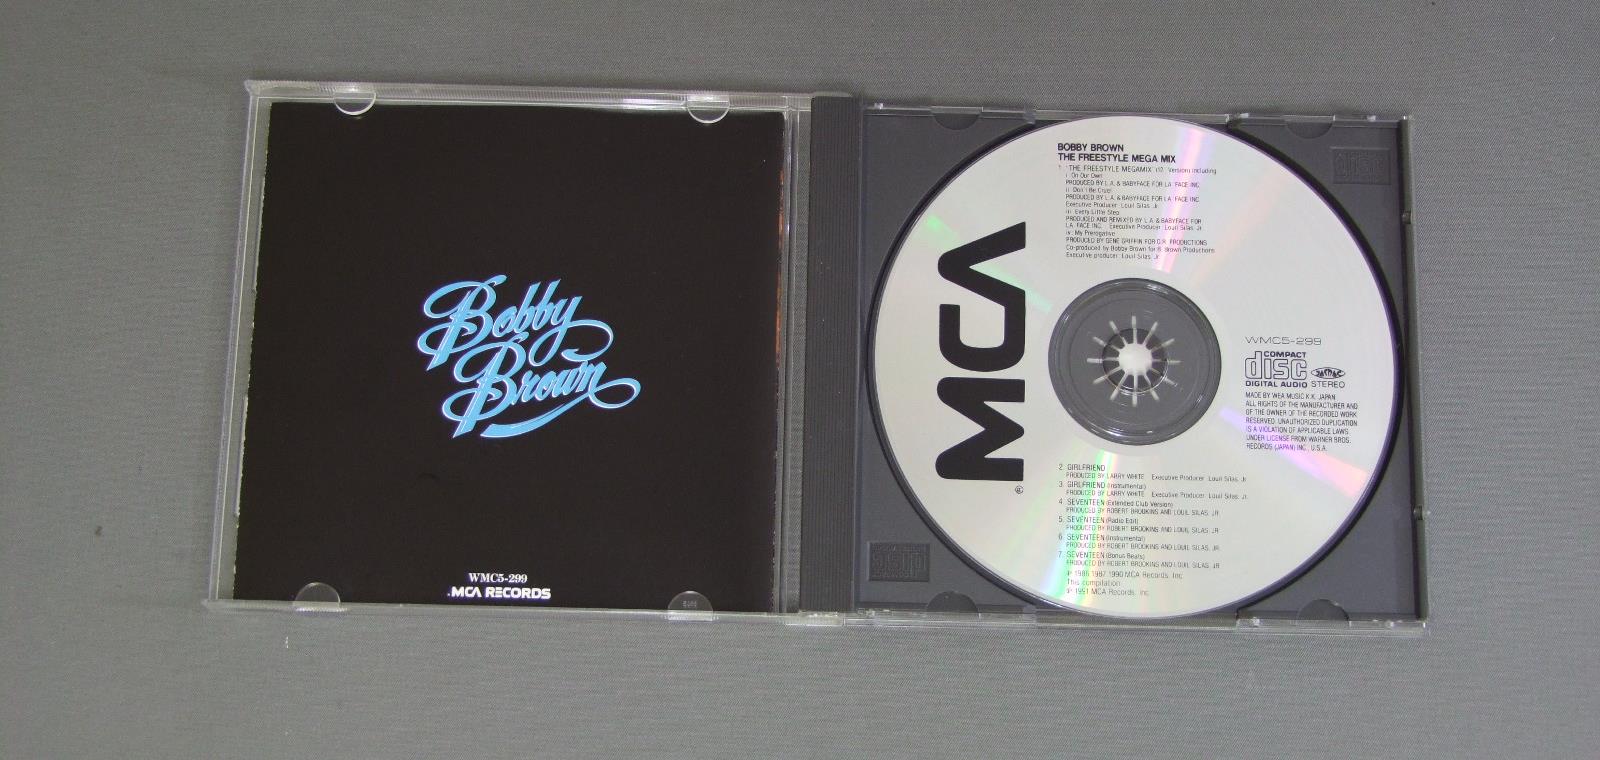 Bobby
Brown
WMC5-299
.MCA RECORDS
MCA
®
BOBBY BROWN
THE FREESTYLE MEGA MIX
1. "THE FREESTYLE MEGAMIX" (12" Version) including
i : On Our Own
PRODUCED BY L.A. & BABYFACE FOR LA' FACE INC.
ii : Don't Be Cruel
PRODUCED BY L.A. & BABYFACE FOR LA' FACE INC.
Executive Producer : Louil Silas, Jr.
iii : Every Little Step
PRODUCED AND REMIXED BY L.A. & BABYFACE FOR
LA' FACE INC. Executive Producer : Louil Silas, Jr.
iv : My Prerogative
PRODUCED BY GENE GRIFFIN FOR G.R. PRODUCTIONS
Co-produced by Bobby Brown for B. Brown Productions
Executive producer : Louil Silas, Jr.
WMC5-299
COMPACT
disc
DIGITAL AUDIO STEREO
MADE BY WEA MUSIC K.K. JAPAN
ALL RIGHTS OF THE MANUFACTURER AND
OF THE OWNER OF THE RECORDED WORK
RESERVED. UNAUTHORIZED DUPLICATION
IS A VIOLATION OF APPLICABLE LAWS.
UNDER LICENSE FROM WARNER BROS.
RECORDS (JAPAN) INC., U.S.A.
2. GIRLFRIEND
PRODUCED BY LARRY WHITE Executive Producer : Louil Silas, Jr.
3. GIRLFRIEND (Instrumental)
PRODUCED BY LARRY WHITE Executive Producer : Louil Silas, Jr.
4. SEVENTEEN (Extended Club Version)
PRODUCED BY ROBERT BROOKINS AND LOUIL SILAS, JR.
5. SEVENTEEN (Radio Edit)
PRODUCED BY ROBERT BROOKINS AND LOUIL SILAS, JR.
6. SEVENTEEN (Instrumental)
PRODUCED BY ROBERT BROOKINS AND LOUIL SILAS, JR.
7. SEVENTEEN (Bonus Beats)
PRODUCED BY ROBERT BROOKINS AND LOUIL SILAS, JR.
℗ 1986 1987 1990 MCA Records, Inc.
This compilation
℗ 1991 MCA Records, Inc.